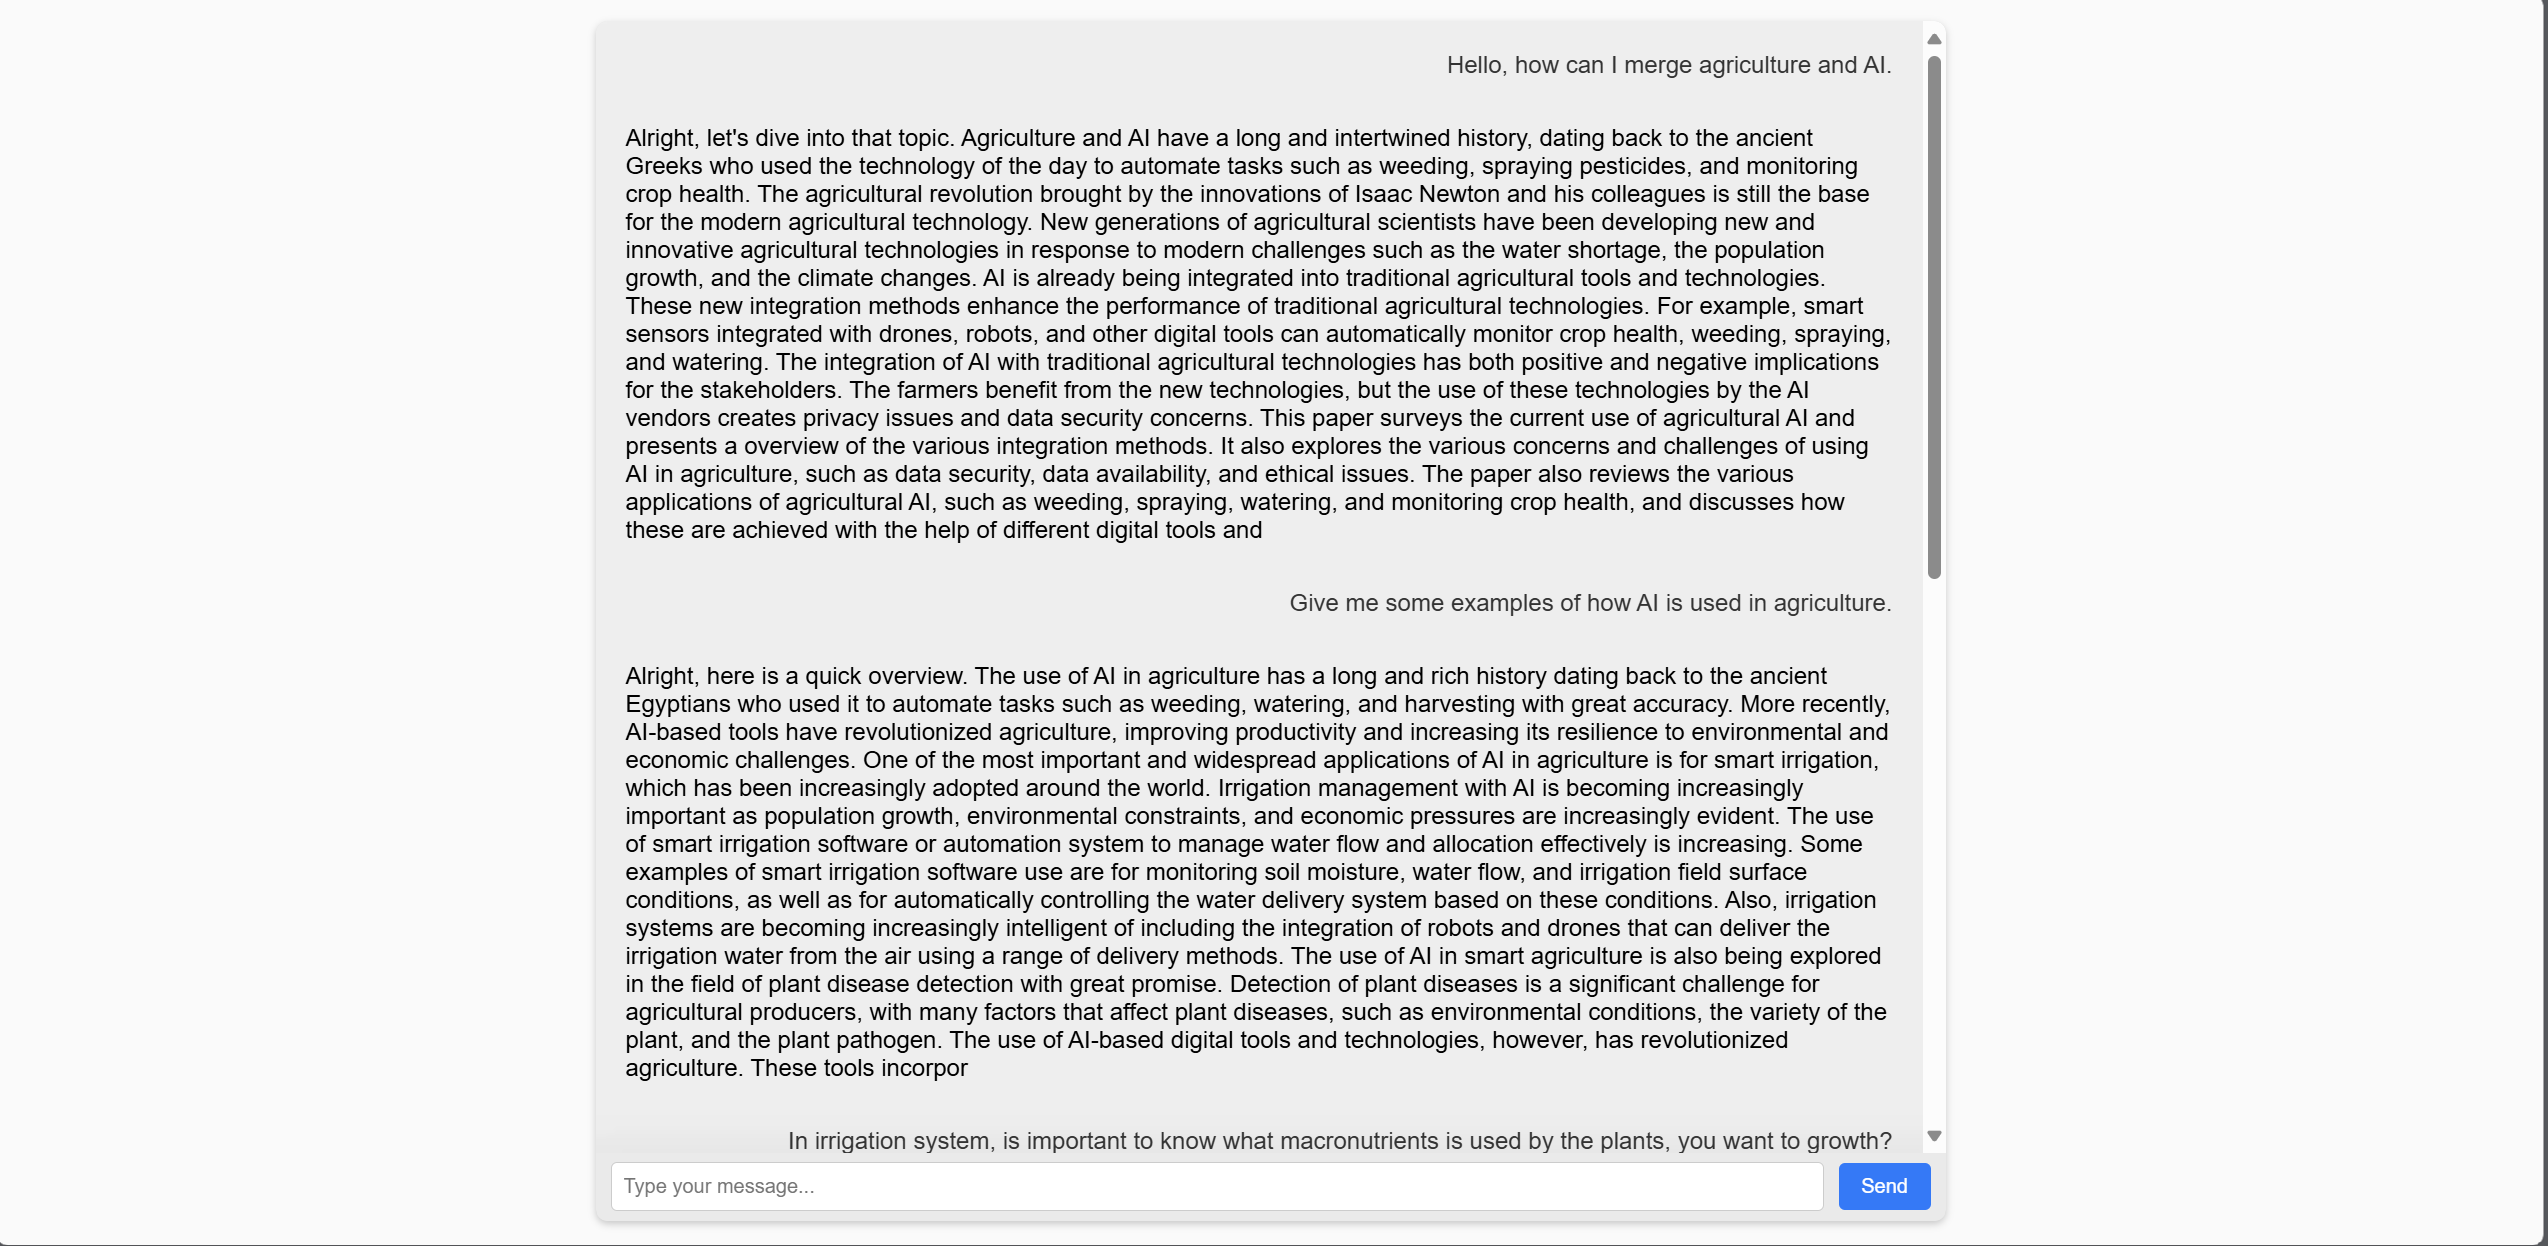 Hello, how can I merge agriculture and AI.
Alright, let's dive into that topic. Agriculture and AI have a long and intertwined history, dating back to the ancient
Greeks who used the technology of the day to automate tasks such as weeding, spraying pesticides, and monitoring
crop health. The agricultural revolution brought by the innovations of Isaac Newton and his colleagues is still the base
for the modern agricultural technology. New generations of agricultural scientists have been developing new and
innovative agricultural technologies in response to modern challenges such as the water shortage, the population
growth, and the climate changes. AI is already being integrated into traditional agricultural tools and technologies.
These new integration methods enhance the performance of traditional agricultural technologies. For example, smart
sensors integrated with drones, robots, and other digital tools can automatically monitor crop health, weeding, spraying,
and watering. The integration of AI with traditional agricultural technologies has both positive and negative implications
for the stakeholders. The farmers benefit from the new technologies, but the use of these technologies by the AI
vendors creates privacy issues and data security concerns. This paper surveys the current use of agricultural AI and
presents a overview of the various integration methods. It also explores the various concerns and challenges of using
AI in agriculture, such as data security, data availability, and ethical issues. The paper also reviews the various
applications of agricultural AI, such as weeding, spraying, watering, and monitoring crop health, and discusses how
these are achieved with the help of different digital tools and
Give me some examples of how AI is used in agriculture.
Alright, here is a quick overview. The use of AI in agriculture has a long and rich history dating back to the ancient
Egyptians who used it to automate tasks such as weeding, watering, and harvesting with great accuracy. More recently,
AI-based tools have revolutionized agriculture, improving productivity and increasing its resilience to environmental and
economic challenges. One of the most important and widespread applications of AI in agriculture is for smart irrigation,
which has been increasingly adopted around the world. Irrigation management with AI is becoming increasingly
important as population growth, environmental constraints, and economic pressures are increasingly evident. The use
of smart irrigation software or automation system to manage water flow and allocation effectively is increasing. Some
examples of smart irrigation software use are for monitoring soil moisture, water flow, and irrigation field surface
conditions, as well as for automatically controlling the water delivery system based on these conditions. Also, irrigation
systems are becoming increasingly intelligent of including the integration of robots and drones that can deliver the
irrigation water from the air using a range of delivery methods. The use of AI in smart agriculture is also being explored
in the field of plant disease detection with great promise. Detection of plant diseases is a significant challenge for
agricultural producers, with many factors that affect plant diseases, such as environmental conditions, the variety of the
plant, and the plant pathogen. The use of AI-based digital tools and technologies, however, has revolutionized
agriculture. These tools incorpor
In irrigation system, is important to know what macronutrients is used by the plants, you want to growth?
Type your message...
Send